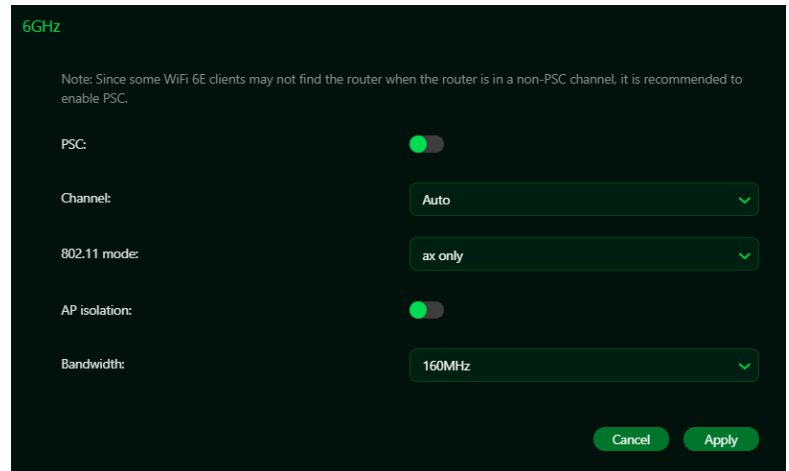 6GHz
Note: Since some WiFi 6E clients may not find the router when the router is in a non-PSC channel, it is recommended to
enable PSC.
PSC:
Channel:
Auto
802.11 mode:
ax only
AP isolation:
Bandwidth:
160MHz
Cancel
Apply